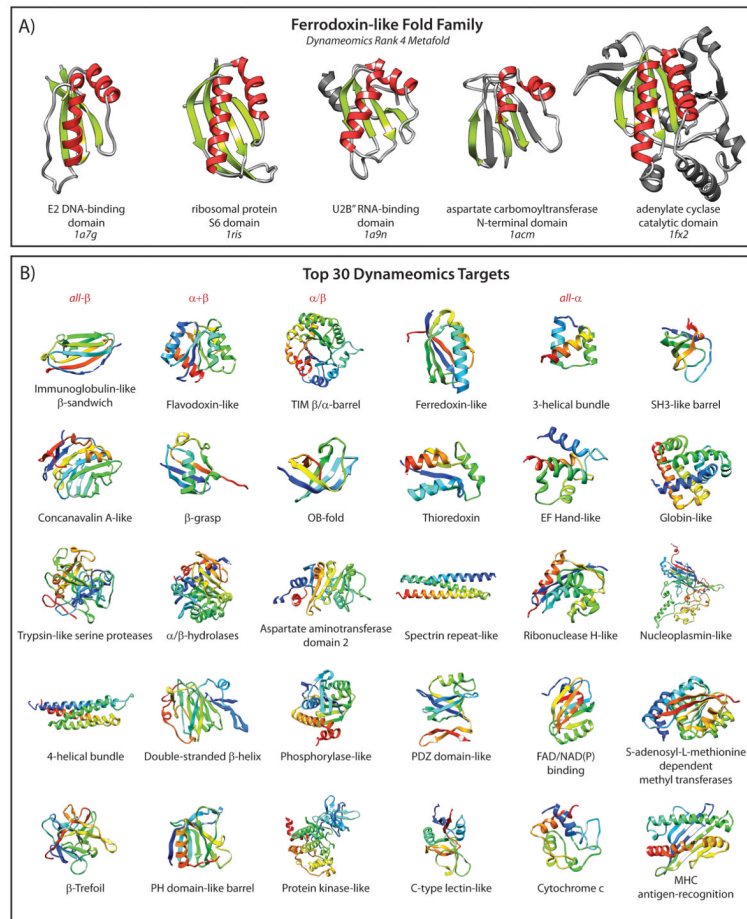 A)
Ferrodoxin-like Fold Family
Dynameomics Rank 4 Metafold
E2 DNA-binding
domain
1a7g
ribosomal protein
S6 domain
1ris
U2B” RNA-binding
domain
1a9n
aspartate carbomoyltransferase
N-terminal domain
1acm
adenylate cyclase
catalytic domain
1fx2
B)
Top 30 Dynameomics Targets
all-β
α+β
α/β
all-α
Immunoglobulin-like
β-sandwich
Flavodoxin-like
TIM β/α-barrel
Ferredoxin-like
3-helical bundle
SH3-like barrel
Concanavalin A-like
β-grasp
OB-fold
Thioredoxin
EF Hand-like
Globin-like
Trypsin-like serine proteases
α/β-hydrolases
Aspartate aminotransferase
domain 2
Spectrin repeat-like
Ribonuclease H-like
Nucleoplasmin-like
4-helical bundle
Double-stranded β-helix
Phosphorylase-like
PDZ domain-like
FAD/NAD(P)
binding
S-adenosyl-L-methionine
dependent
methyl transferases
β-Trefoil
PH domain-like barrel
Protein kinase-like
C-type lectin-like
Cytochrome c
MHC
antigen-recognition